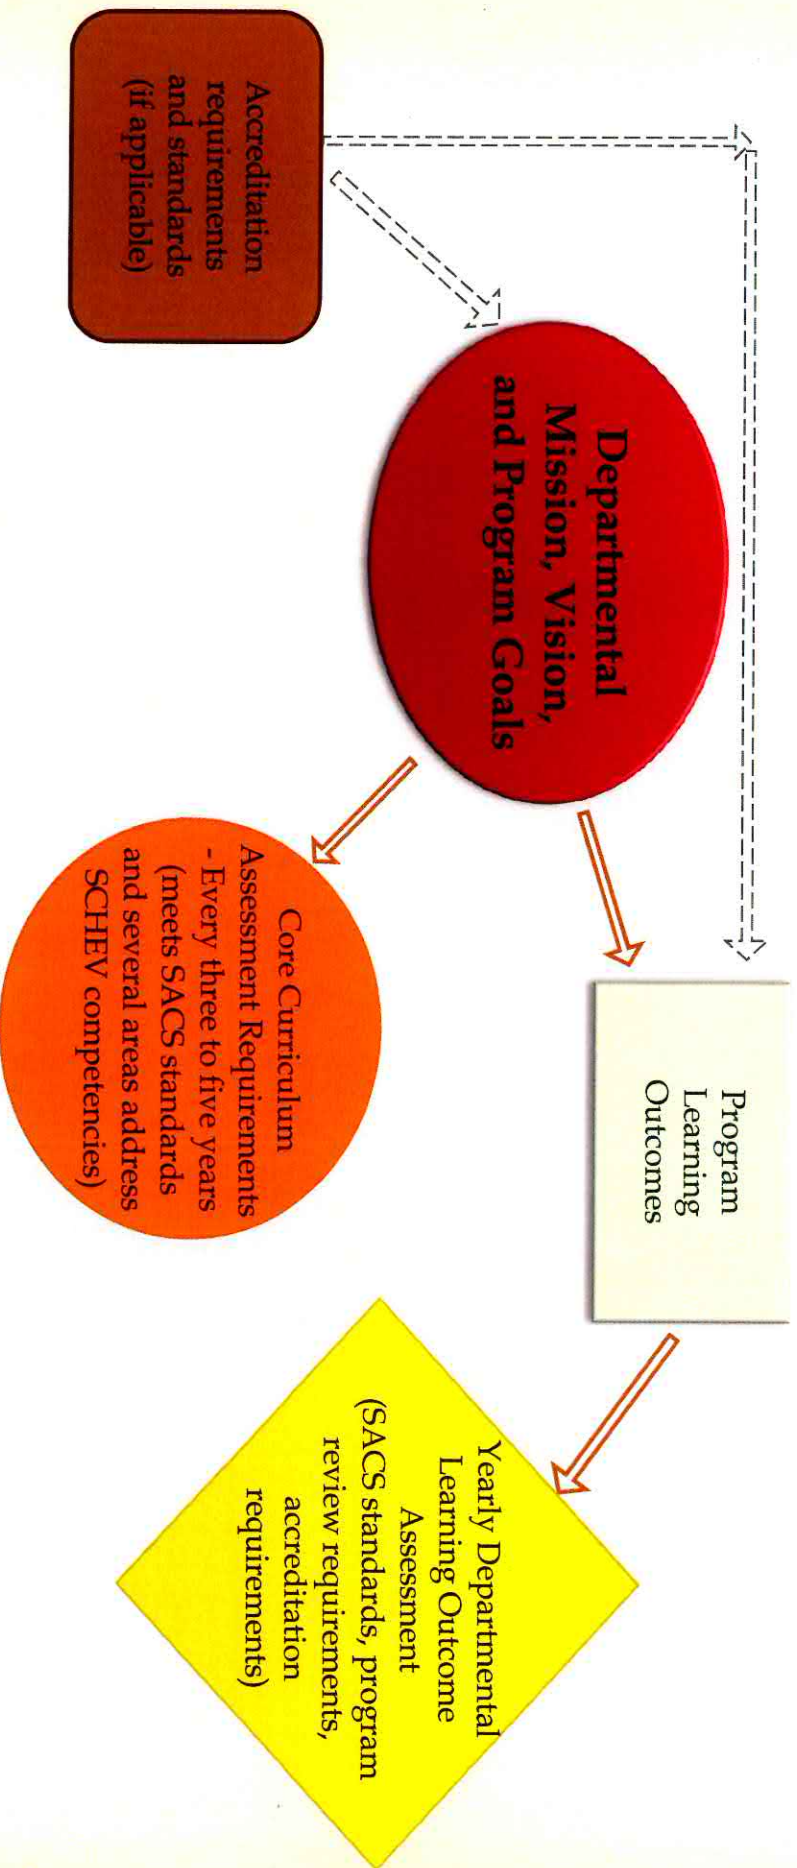 Accreditation
requirements
and standards
(if applicable)
Departmental
Mission, Vision,
and Program Goals
Program
Learning
Outcomes
Core Curriculum
Assessment Requirements
- Every three to five years
(meets SACS standards
and several areas address
SCHEV competencies)
Yearly Departmental
Learning Outcome
Assessment
(SACS standards, program
review requirements,
accreditation
requirements)